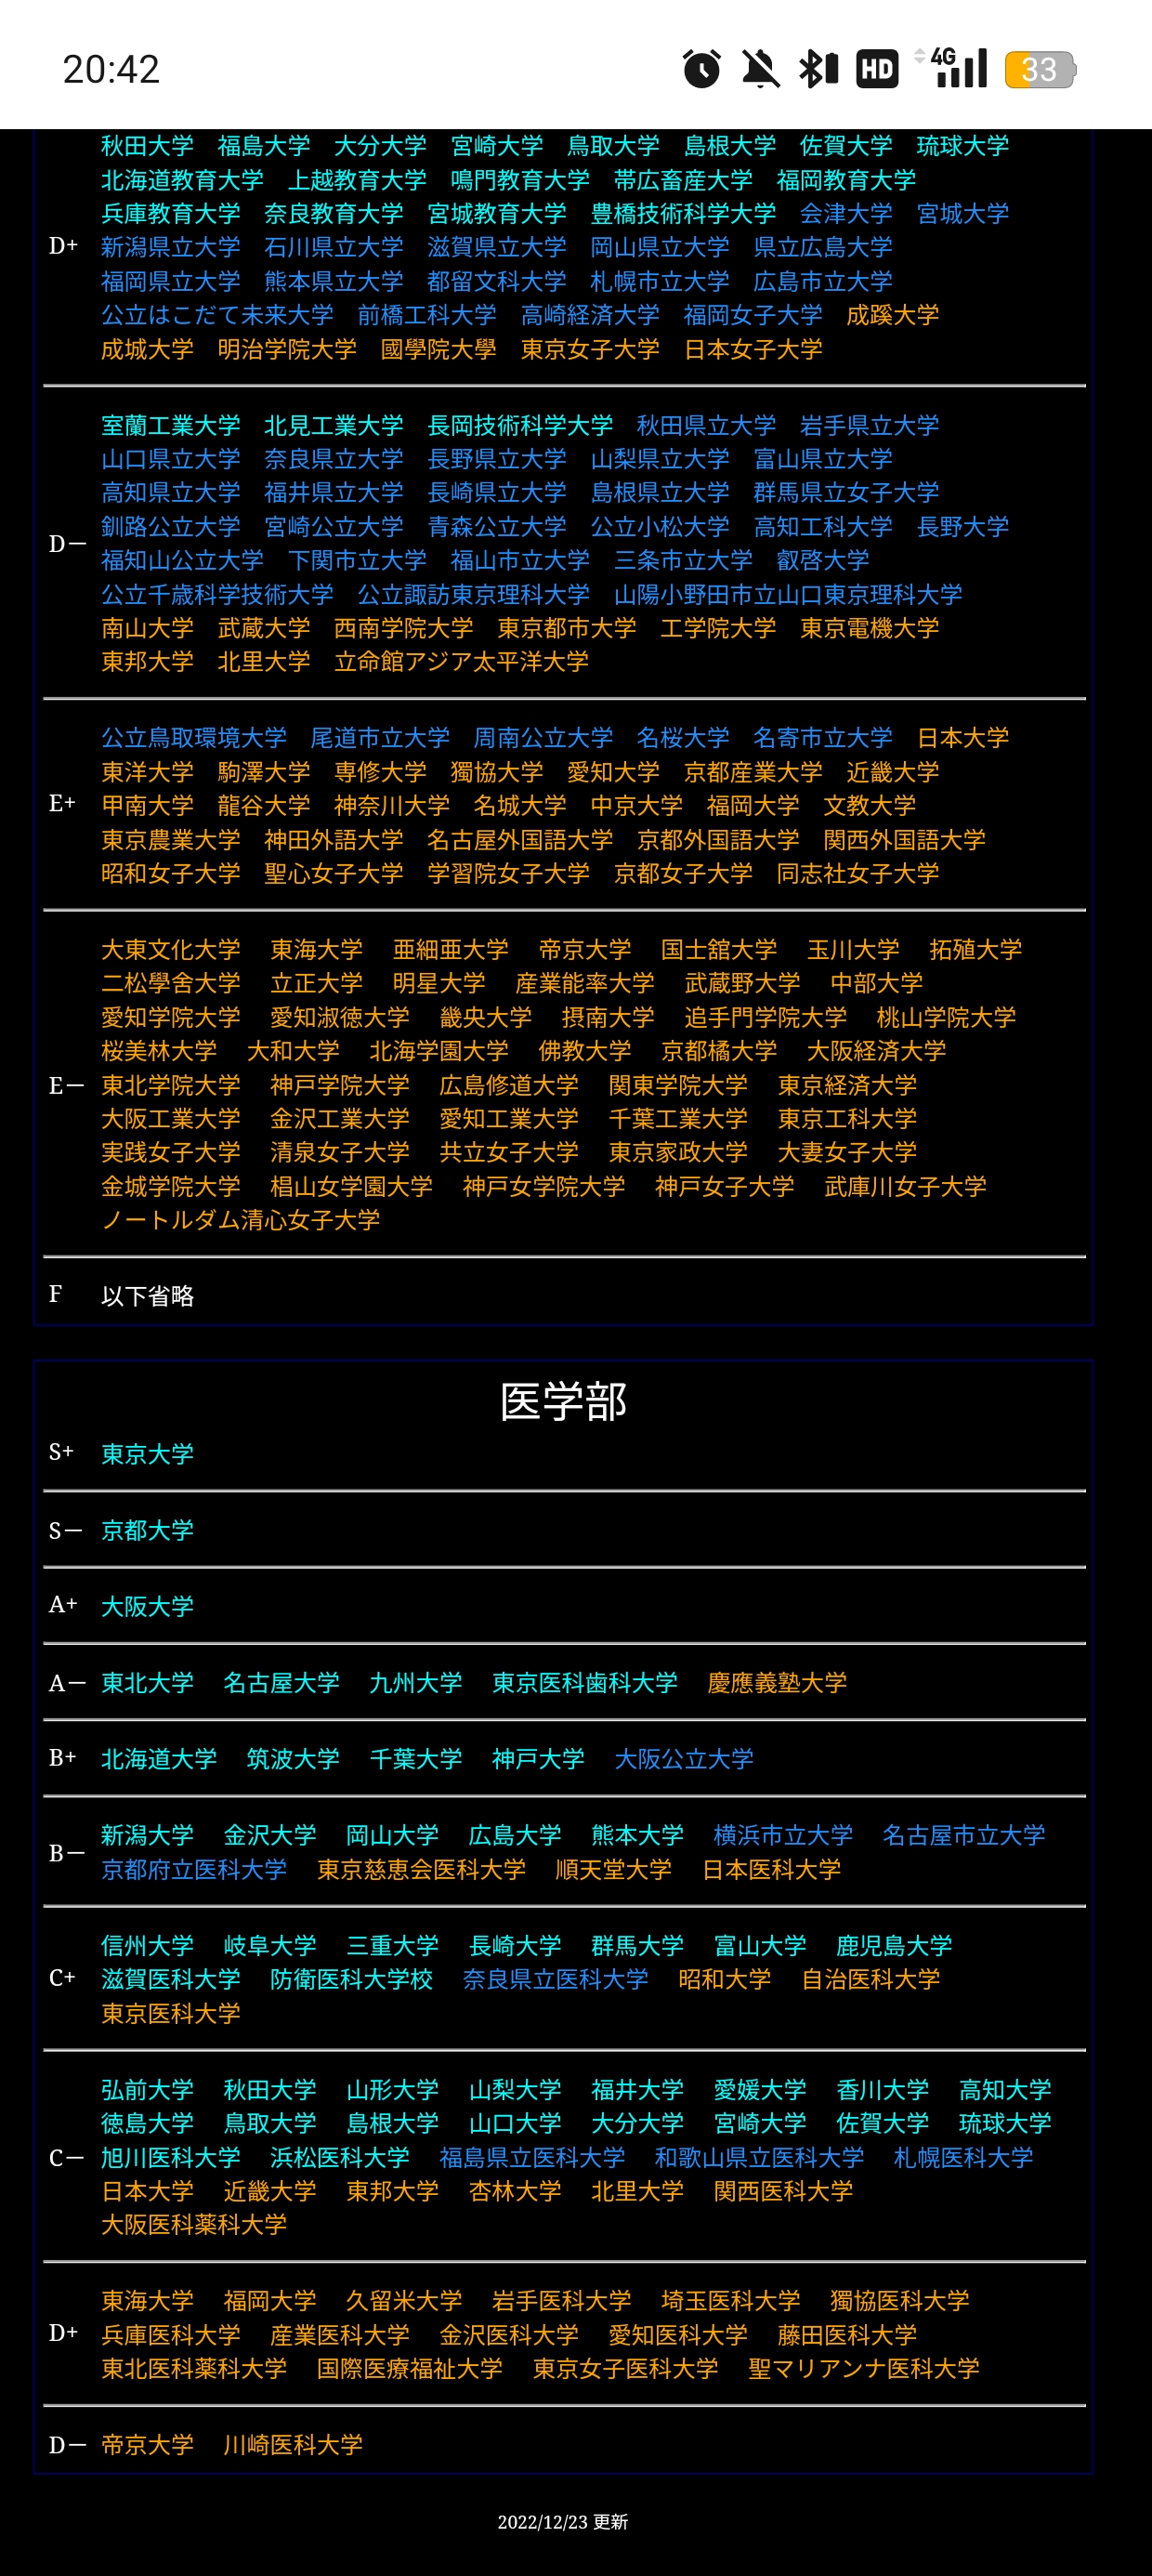 20:42
4G
HD
33
秋田大学 福島大学 大分大学 宮崎大学 鳥取大学 島根大学 佐賀大学 琉球大学
北海道教育大学 上越教育大学 鳴門教育大学 帯広畜産大学 福岡教育大学
兵庫教育大学 奈良教育大学 宮城教育大学 豊橋技術科学大学 会津大学 宮城大学
D+ 新潟県立大学 石川県立大学 滋賀県立大学 岡山県立大学 県立広島大学
福岡県立大学 熊本県立大学 都留文科大学 札幌市立大学 広島市立大学
公立はこだて未来大学 前橋工科大学 高崎経済大学 福岡女子大学 成蹊大学
成城大学 明治学院大学 國學院大學 東京女子大学 日本女子大学
室蘭工業大学 北見工業大学 長岡技術科学大学 秋田県立大学 岩手県立大学
山口県立大学 奈良県立大学 長野県立大学 山梨県立大学 富山県立大学
高知県立大学 福井県立大学 長崎県立大学 島根県立大学 群馬県立女子大学
D－ 釧路公立大学 宮崎公立大学 青森公立大学 公立小松大学 高知工科大学 長野大学
福知山公立大学 下関市立大学 福山市立大学 三条市立大学 叡啓大学
公立千歳科学技術大学 公立諏訪東京理科大学 山陽小野田市立山口東京理科大学
南山大学 武蔵大学 西南学院大学 東京都市大学 工学院大学 東京電機大学
東邦大学 北里大学 立命館アジア太平洋大学
公立鳥取環境大学 尾道市立大学 周南公立大学 名桜大学 名寄市立大学 日本大学
東洋大学 駒澤大学 専修大学 獨協大学 愛知大学 京都産業大学 近畿大学
E+ 甲南大学 龍谷大学 神奈川大学 名城大学 中京大学 福岡大学 文教大学
東京農業大学 神田外語大学 名古屋外国語大学 京都外国語大学 関西外国語大学
昭和女子大学 聖心女子大学 学習院女子大学 京都女子大学 同志社女子大学
大東文化大学 東海大学 亜細亜大学 帝京大学 国士舘大学 玉川大学 拓殖大学
二松學舎大学 立正大学 明星大学 産業能率大学 武蔵野大学 中部大学
愛知学院大学 愛知淑徳大学 畿央大学 摂南大学 追手門学院大学 桃山学院大学
桜美林大学 大和大学 北海学園大学 佛教大学 京都橘大学 大阪経済大学
E－ 東北学院大学 神戸学院大学 広島修道大学 関東学院大学 東京経済大学
大阪工業大学 金沢工業大学 愛知工業大学 千葉工業大学 東京工科大学
実践女子大学 清泉女子大学 共立女子大学 東京家政大学 大妻女子大学
金城学院大学 椙山女学園大学 神戸女学院大学 神戸女子大学 武庫川女子大学
ノートルダム清心女子大学
F 以下省略
医学部
S+ 東京大学
S－ 京都大学
A+ 大阪大学
A－ 東北大学 名古屋大学 九州大学 東京医科歯科大学 慶應義塾大学
B+ 北海道大学 筑波大学 千葉大学 神戸大学 大阪公立大学
B－ 新潟大学 金沢大学 岡山大学 広島大学 熊本大学 横浜市立大学 名古屋市立大学
京都府立医科大学 東京慈恵会医科大学 順天堂大学 日本医科大学
信州大学 岐阜大学 三重大学 長崎大学 群馬大学 富山大学 鹿児島大学
C+ 滋賀医科大学 防衛医科大学校 奈良県立医科大学 昭和大学 自治医科大学
東京医科大学
弘前大学 秋田大学 山形大学 山梨大学 福井大学 愛媛大学 香川大学 高知大学
徳島大学 鳥取大学 島根大学 山口大学 大分大学 宮崎大学 佐賀大学 琉球大学
C－ 旭川医科大学 浜松医科大学 福島県立医科大学 和歌山県立医科大学 札幌医科大学
日本大学 近畿大学 東邦大学 杏林大学 北里大学 関西医科大学
大阪医科薬科大学
東海大学 福岡大学 久留米大学 岩手医科大学 埼玉医科大学 獨協医科大学
D+ 兵庫医科大学 産業医科大学 金沢医科大学 愛知医科大学 藤田医科大学
東北医科薬科大学 国際医療福祉大学 東京女子医科大学 聖マリアンナ医科大学
D－ 帝京大学 川崎医科大学
2022/12/23 更新